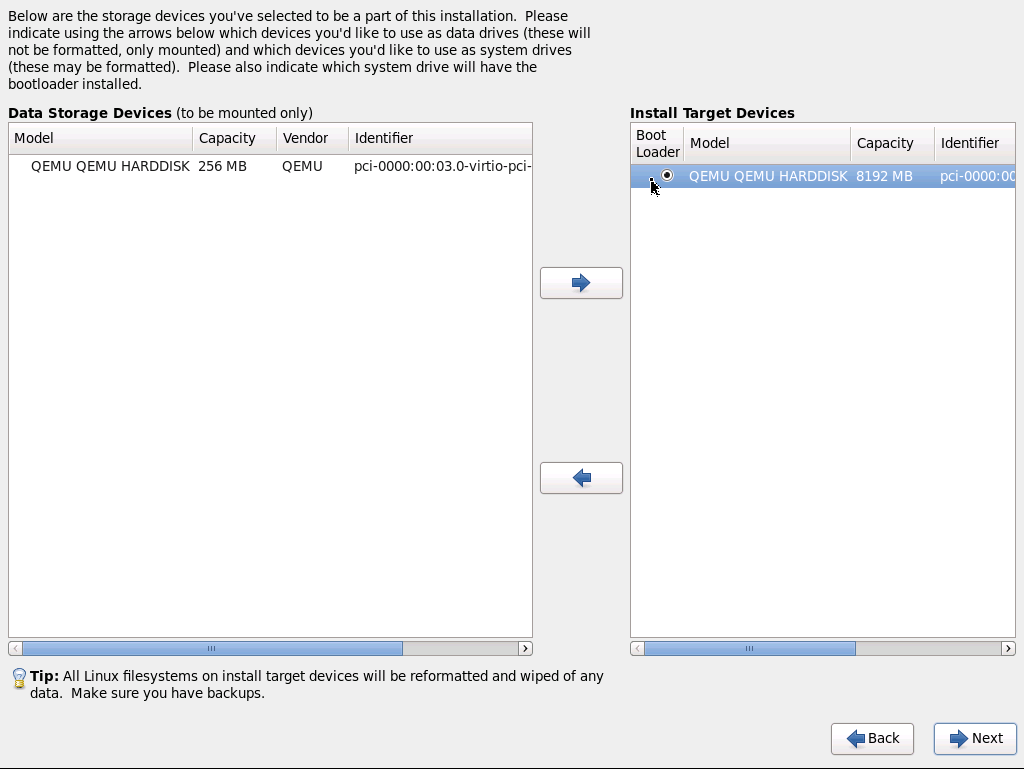 Below are the storage devices you've selected to be a part of this installation.  Please
indicate using the arrows below which devices you'd like to use as data drives (these will
not be formatted, only mounted) and which devices you'd like to use as system drives
(these may be formatted).  Please also indicate which system drive will have the
bootloader installed.
Data Storage Devices (to be mounted only)
Model Capacity Vendor Identifier
QEMU QEMU HARDDISK 256 MB QEMU pci-0000:00:03.0-virtio-pci-
Install Target Devices
Boot
Loader Model Capacity Identifier
QEMU QEMU HARDDISK 8192 MB pci-0000:00
Tip: All Linux filesystems on install target devices will be reformatted and wiped of any
data.  Make sure you have backups.
Back Next